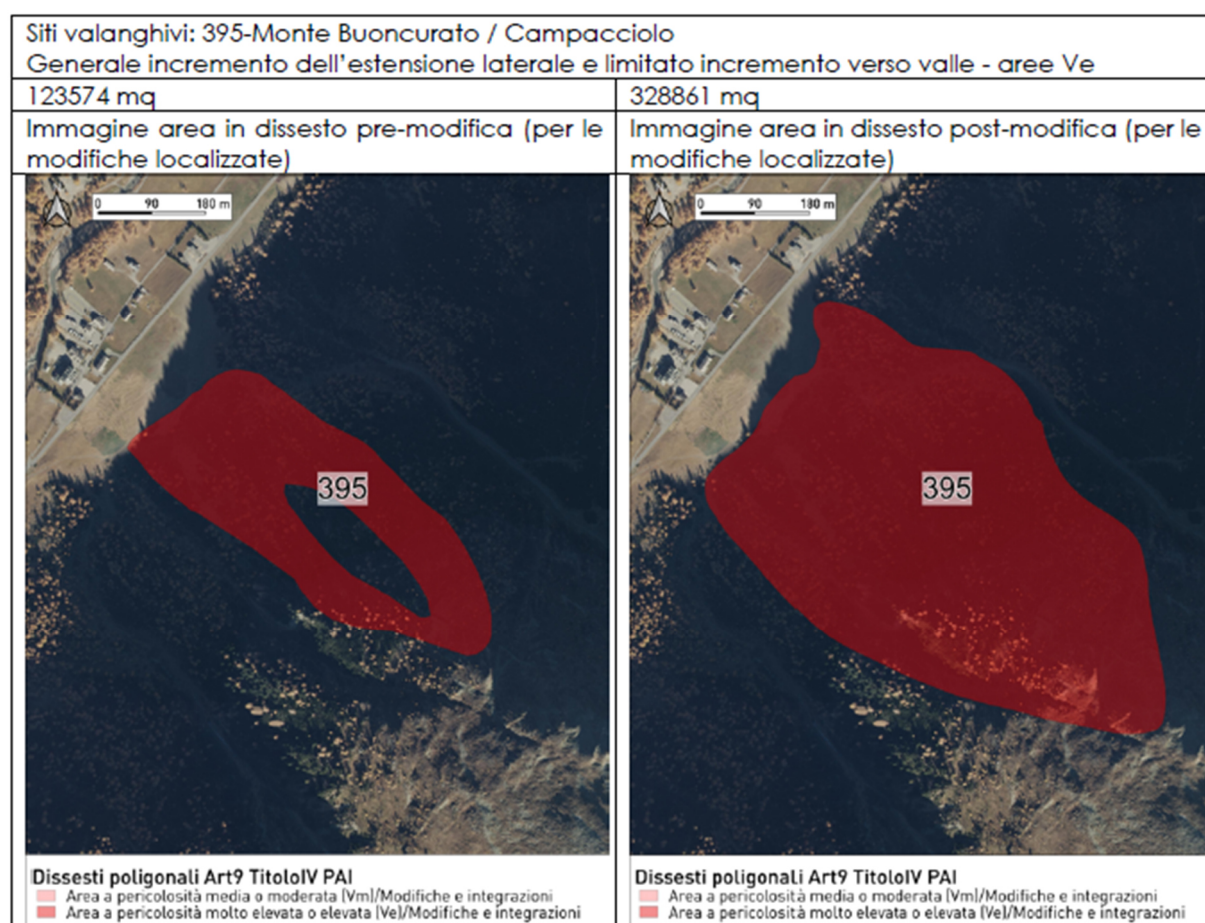 Siti valanghivi: 395-Monte Buoncurato / Campacciolo
Generale incremento dell'estensione laterale e limitato incremento verso valle - aree Ve
123574 mq
328861 mq
Immagine area in dissesto pre-modifica (per le
modifiche localizzate)
Immagine area in dissesto post-modifica (per le
modifiche localizzate)
0 90 180 m
395
Dissesti poligonali Art9 TitoloIV PAI
Area a pericolosità media o moderata (Vm)/Modifiche e integrazioni
Area a pericolosità molto elevata o elevata (Ve)/Modifiche e integrazioni
0 90 180 m
395
Dissesti poligonali Art9 TitoloIV PAI
Area a pericolosità media o moderata (Vm)/Modifiche e integrazioni
Area a pericolosità molto elevata o elevata (Ve)/Modifiche e integrazioni